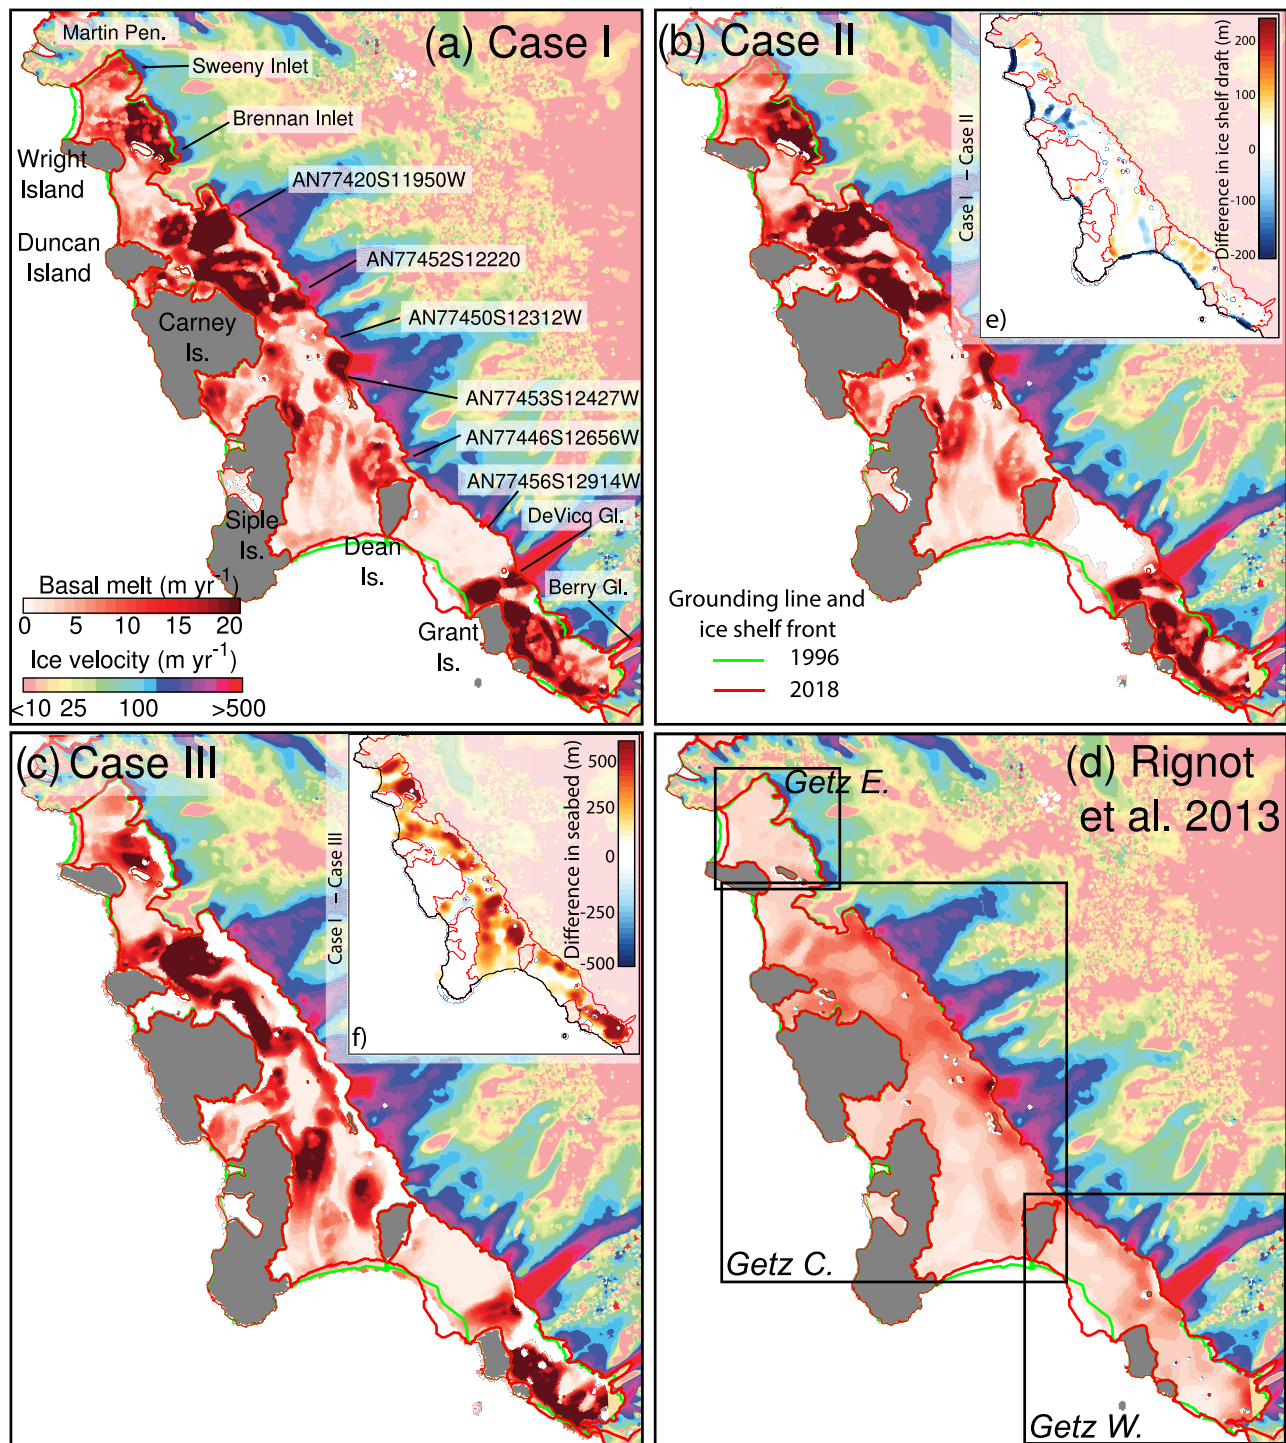 (a) Case I
Martin Pen.
Sweeny Inlet
Brennan Inlet
Wright
Island
AN77420S11950W
Duncan
Island
AN77452S12220
AN77450S12312W
Carney
Is.
AN77453S12427W
AN77446S12656W
AN77456S12914W
DeVicq Gl.
Siple
Is.
Dean
Is.
Berry Gl.
Grant
Is.
Basal melt (m yr-1)
0 5 10 15 20
Ice velocity (m yr-1)
<10 25 100 >500
(b) Case II
Case I – Case II
Difference in ice shelf draft (m)
200
100
0
-100
-200
e)
Grounding line and
ice shelf front
1996
2018
(c) Case III
Case I – Case III
Difference in seabed (m)
500
250
0
-250
-500
f)
(d) Rignot
et al. 2013
Getz E.
Getz C.
Getz W.